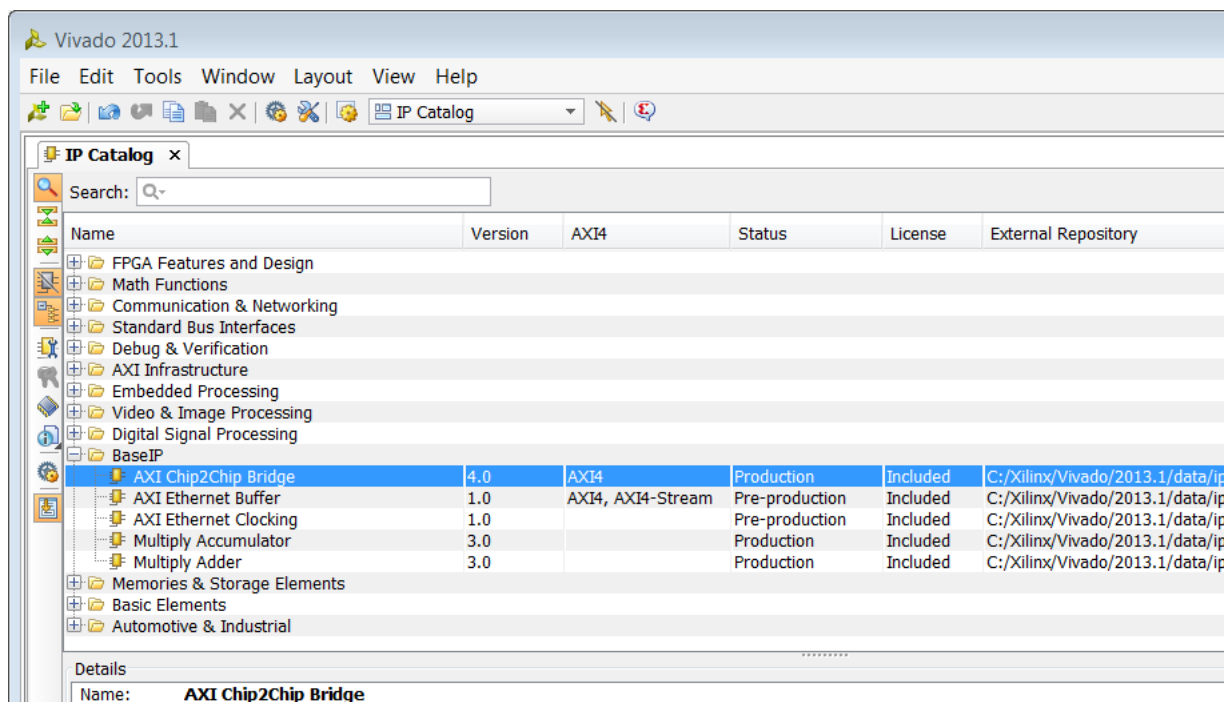 Vivado 2013.1
File Edit Tools Window Layout View Help
IP Catalog
IP Catalog
Search:
Name Version AXI4 Status License External Repository
FPGA Features and Design
Math Functions
Communication & Networking
Standard Bus Interfaces
Debug & Verification
AXI Infrastructure
Embedded Processing
Video & Image Processing
Digital Signal Processing
BaseIP
AXI Chip2Chip Bridge 4.0 AXI4 Production Included C:/Xilinx/Vivado/2013.1/data/ip
AXI Ethernet Buffer 1.0 AXI4, AXI4-Stream Pre-production Included C:/Xilinx/Vivado/2013.1/data/ip
AXI Ethernet Clocking 1.0 Pre-production Included C:/Xilinx/Vivado/2013.1/data/ip
Multiply Accumulator 3.0 Production Included C:/Xilinx/Vivado/2013.1/data/ip
Multiply Adder 3.0 Production Included C:/Xilinx/Vivado/2013.1/data/ip
Memories & Storage Elements
Basic Elements
Automotive & Industrial
Details
Name: AXI Chip2Chip Bridge